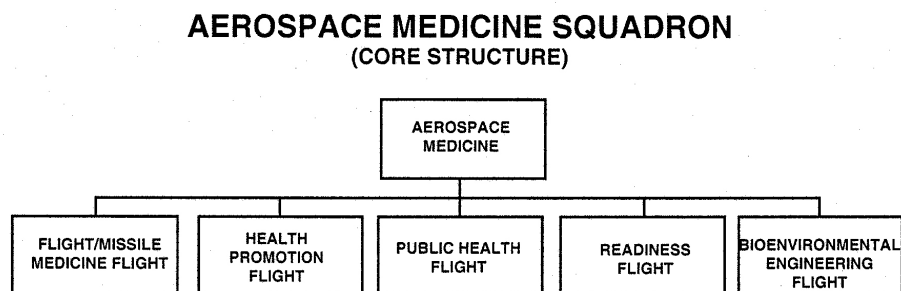 AEROSPACE MEDICINE SQUADRON
(CORE STRUCTURE)
AEROSPACE
MEDICINE
FLIGHT/MISSILE
MEDICINE FLIGHT
HEALTH
PROMOTION
FLIGHT
PUBLIC HEALTH
FLIGHT
READINESS
FLIGHT
BIOENVIRONMENTAL
ENGINEERING
FLIGHT